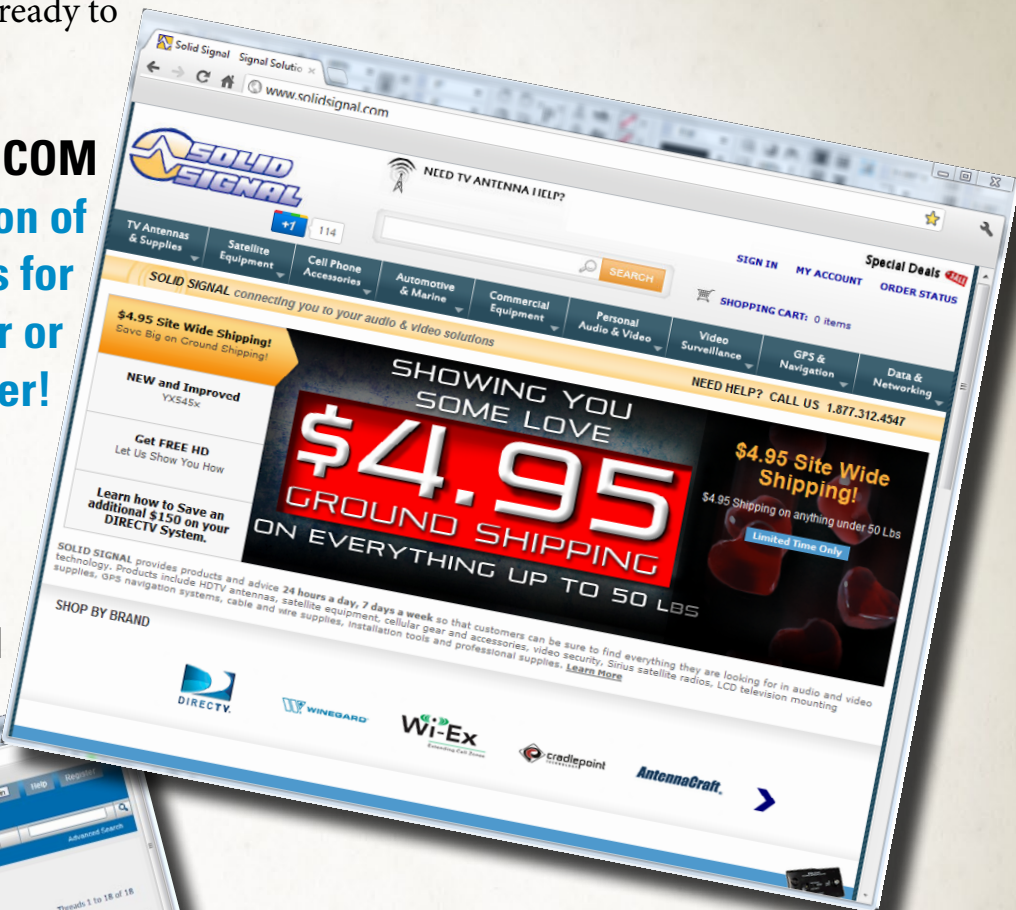 ready to
.COM
on of
s for
r or
er!
Solid Signal Signal Solutio
www.solidsignal.com
SOLID SIGNAL
NEED TV ANTENNA HELP?
+1 114
SEARCH
SIGN IN MY ACCOUNT Special Deals SALE
ORDER STATUS
SHOPPING CART: 0 items
TV Antennas & Supplies
Satellite Equipment
Cell Phone Accessories
Automotive & Marine
Commercial Equipment
Personal Audio & Video
Video Surveillance
GPS & Navigation
Data & Networking
SOLID SIGNAL connecting you to your audio & video solutions
NEED HELP? CALL US 1.877.312.4547
$4.95 Site Wide Shipping!
Save Big on Ground Shipping!
NEW and Improved
YX545x
Get FREE HD
Let Us Show You How
Learn how to Save an
additional $150 on your
DIRECTV System.
SHOWING YOU
SOME LOVE
$4.95
GROUND SHIPPING
ON EVERYTHING UP TO 50 LBS
$4.95 Site Wide
Shipping!
$4.95 Shipping on anything under 50 Lbs
Limited Time Only
SOLID SIGNAL provides products and advice 24 hours a day, 7 days a week so that customers can be sure to find everything they are looking for in audio and video
technology. Products include HDTV antennas, satellite equipment, cellular gear and accessories, video security, Sirius satellite radios, LCD television mounting
supplies, GPS navigation systems, cable and wire supplies, installation tools and professional supplies. Learn More
SHOP BY BRAND
DIRECTV.
WINEGARD
Wi-Ex
Extending Cell Zones
cradlepoint
TECHNOLOGY
AntennaCraft
Help Register
Advanced Search
Threads 1 to 18 of 18